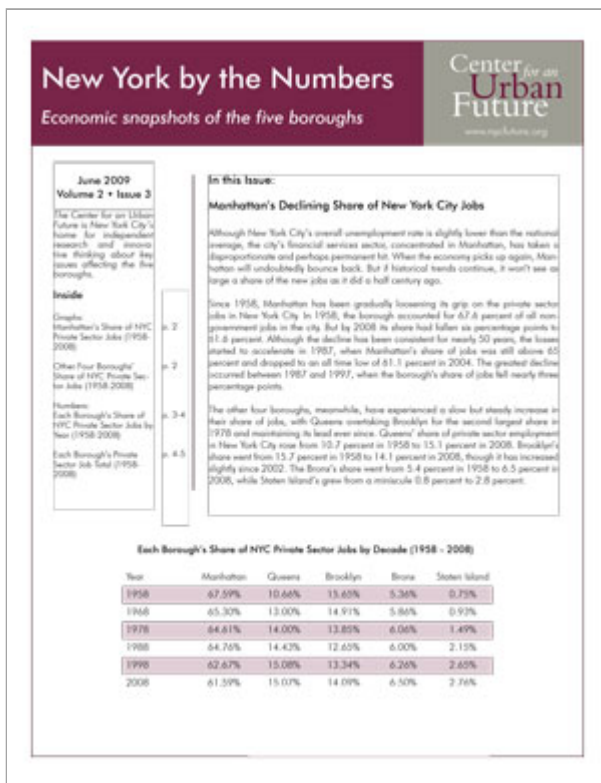 New York by the Numbers
Economic snapshots of the five boroughs
Center for an
Urban
Future
www.nycfuture.org
June 2009
Volume 2 • Issue 3
The Center for an Urban
Future is New York City's
home for independent
research and innova-
tive thinking about key
issues affecting the five
boroughs.
Inside
Graphs:
Manhattan's Share of NYC
Private Sector Jobs (1958-
2008)
p. 2
Other Four Boroughs'
Share of NYC Private Sec-
tor Jobs (1958-2008)
p. 2
Numbers:
Each Borough's Share of
NYC Private Sector Jobs by
Year (1958-2008)
p. 3-4
Each Borough's Private
Sector Job Total (1958-
2008)
p. 4-5
In this Issue:
Manhattan's Declining Share of New York City Jobs
Although New York City's overall unemployment rate is slightly lower than the national
average, the city's financial services sector, concentrated in Manhattan, has taken a
disproportionate and perhaps permanent hit. When the economy picks up again, Man-
hattan will undoubtedly bounce back. But if historical trends continue, it won't see as
large a share of the new jobs as it did a half century ago.
Since 1958, Manhattan has been gradually loosening its grip on the private sector
jobs in New York City. In 1958, the borough accounted for 67.6 percent of all non-
government jobs in the city. But by 2008 its share had fallen six percentage points to
61.6 percent. Although the decline has been consistent for nearly 50 years, the losses
started to accelerate in 1987, when Manhattan's share of jobs was still above 65
percent and dropped to an all time low of 61.1 percent in 2004. The greatest decline
occurred between 1987 and 1997, when the borough's share of jobs fell nearly three
percentage points.
The other four boroughs, meanwhile, have experienced a slow but steady increase in
their share of jobs, with Queens overtaking Brooklyn for the second largest share in
1978 and maintaining its lead ever since. Queens' share of private sector employment
in New York City rose from 10.7 percent in 1958 to 15.1 percent in 2008. Brooklyn's
share went from 15.7 percent in 1958 to 14.1 percent in 2008, though it has increased
slightly since 2002. The Bronx's share went from 5.4 percent in 1958 to 6.5 percent in
2008, while Staten Island's grew from a miniscule 0.8 percent to 2.8 percent.
Each Borough's Share of NYC Private Sector Jobs by Decade (1958 - 2008)
Year Manhattan Queens Brooklyn Bronx Staten Island
1958 67.59% 10.66% 15.65% 5.36% 0.75%
1968 65.30% 13.00% 14.91% 5.86% 0.93%
1978 64.61% 14.00% 13.85% 6.06% 1.49%
1988 64.76% 14.43% 12.65% 6.00% 2.15%
1998 62.67% 15.08% 13.34% 6.26% 2.65%
2008 61.59% 15.07% 14.09% 6.50% 2.76%